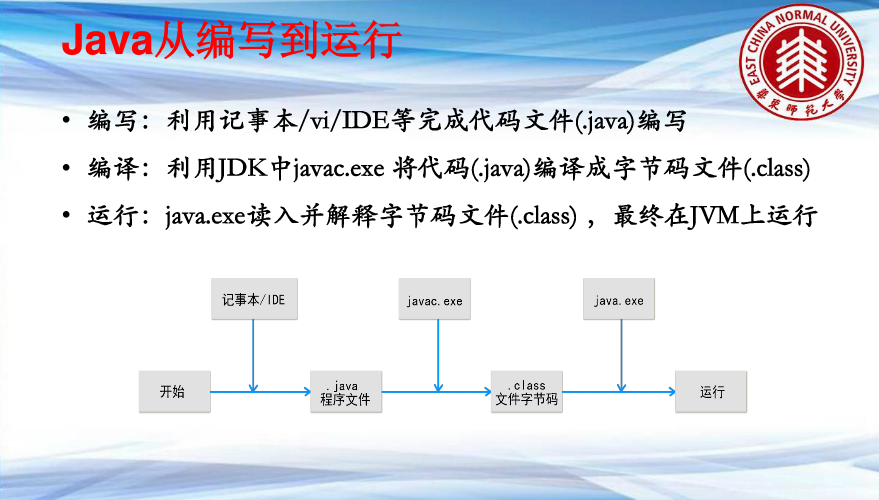 Java从编写到运行
EAST CHINA NORMAL UNIVERSITY
华东师范大学
• 编写：利用记事本/vi/IDE等完成代码文件(.java)编写
• 编译：利用JDK中javac.exe 将代码(.java)编译成字节码文件(.class)
• 运行：java.exe读入并解释字节码文件(.class) ，最终在JVM上运行
记事本/IDE
javac.exe
java.exe
开始
.java
程序文件
.class
文件字节码
运行